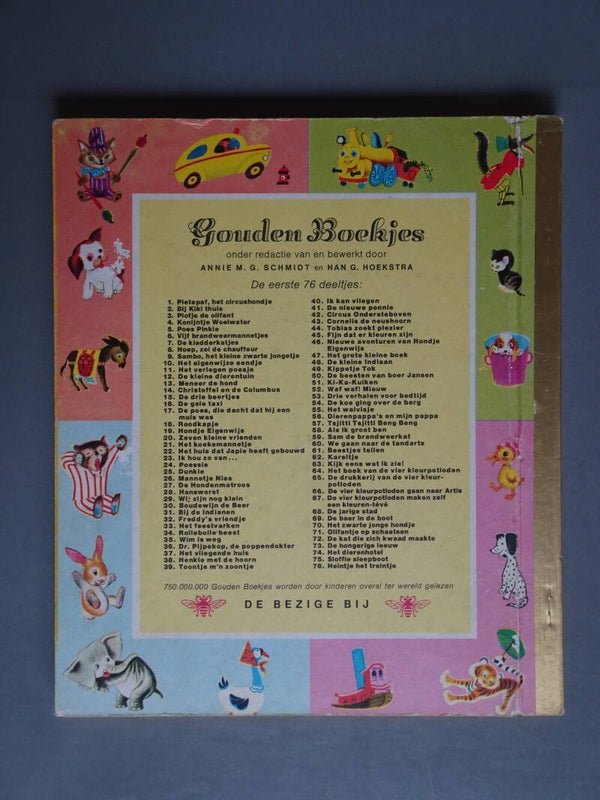 Gouden Boekjes
onder redactie van en bewerkt door
ANNIE M. G. SCHMIDT en HAN G. HOEKSTRA
De eerste 76 deeltjes:
1. Pietepaf, het circushondje
2. Bij Kiki thuis
3. Plofje de olifant
4. Konijntje Woelwater
5. Poes Pinkie
6. Vijf brandweermannetjes
7. De kladderkatjes
8. Hoep, zei de chauffeur
9. Sambo, het kleine zwarte jongetje
10. Het eigenwijze eendje
11. Het verlegen poesje
12. De kleine dierentuin
13. Meneer de hond
14. Christoffel en de Columbus
15. De drie beertjes
16. De gele taxi
17. De poes, die dacht dat hij een
muis was
18. Roodkapje
19. Hondje Eigenwijs
20. Zeven kleine vrienden
21. Het koekemannetje
22. Het huis dat Japie heeft gebouwd
23. Ik hou zo van...
24. Poessie
25. Dunkie
26. Mannetje Nies
27. De Hondenmatroos
28. Hansworst
29. Wij zijn nog klein
30. Boudewijn de Beer
31. Bij de Indianen
32. Freddy's vriendje
33. Het feestvarken
34. Roliebollebeest
35. Wim is weg
36. Dr. Pijpekop, de poppendokter
37. Het vliegende huis
38. Henkie met de hoorn
39. Toontje m'n zoontje
40. Ik kan vliegen
41. De nieuwe ponnie
42. Circus Ondersteboven
43. Cornelis de neushoorn
44. Tobias zoekt plezier
45. Fijn dat er kleuren zijn
46. Nieuwe avonturen van Hondje
Eigenwijs
47. Het grote kleine boek
48. De kleine Indiaan
49. Kippetje Tok
50. De beesten van boer Jansen
51. Ki-Ka-Kuiken
52. Waf waf! Miauw
53. Drie verhalen voor bedtijd
54. De kos ging over de berg
55. Het walvisje
56. Dierenpappa's en mijn pappa
57. Tsjitti Tsjitti Beng Beng
58. Als ik groot ben
59. Sam de brandweerkat
60. We gaan naar de tandarts
61. Beestjes tellen
62. Kareltje
63. Kijk eens wat ik zie!
64. Het boek van de vier kleurpotloden
65. De drukkerij van de vier kleur-
potloden
66. De vier kleurpotloden gaan naar Artis
67. De vier kleurpotloden maken zelf
een kleuren-tévé
68. De jarige stad
69. De beer in de boot
70. Het zwarte jonge hondje
71. Olifantje op schaatsen
72. De kat die zich kwaad maakte
73. De hongerige leeuw
74. Het dierenhotel
75. Sloffie sleepboot
76. Heintje het treintje
750.000.000 Gouden Boekjes worden door kinderen overal ter wereld gelezen
DE BEZIGE BIJ